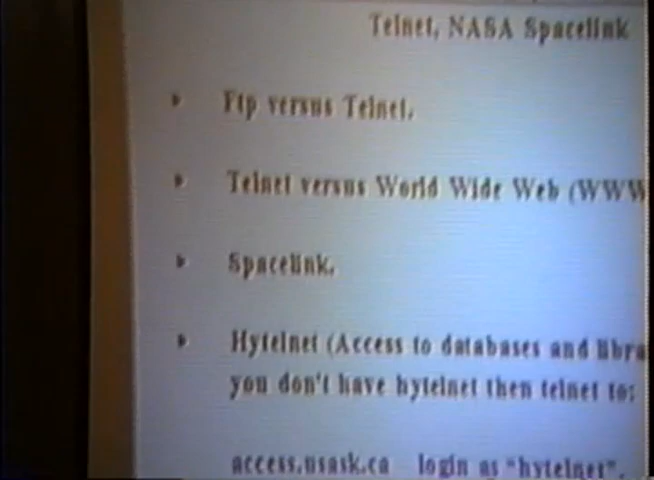 Telnet, NASA Spacelink
Ftp versus Telnet.
Telnet versus World Wide Web (WWW
Spacelink.
Hytelnet (Access to databases and libra
you don't have hytelnet then telnet to:
access.usask.ca login as "hytelnet".